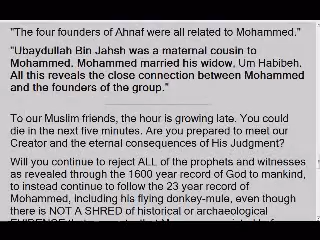 "The four founders of Ahnaf were all related to Mohammed."
"Ubaydullah Bin Jahsh was a maternal cousin to
Mohammed. Mohammed married his widow, Um Habibeh.
All this reveals the close connection between Mohammed
and the founders of the group."
To our Muslim friends, the hour is growing late. You could
die in the next five minutes. Are you prepared to meet our
Creator and the eternal consequences of His Judgment?
Will you continue to reject ALL of the prophets and witnesses
as revealed through the 1600 year record of God to mankind,
to instead continue to follow the 23 year record of
Mohammed, including his flying donkey-mule, even though
there is NOT A SHRED of historical or archaeological